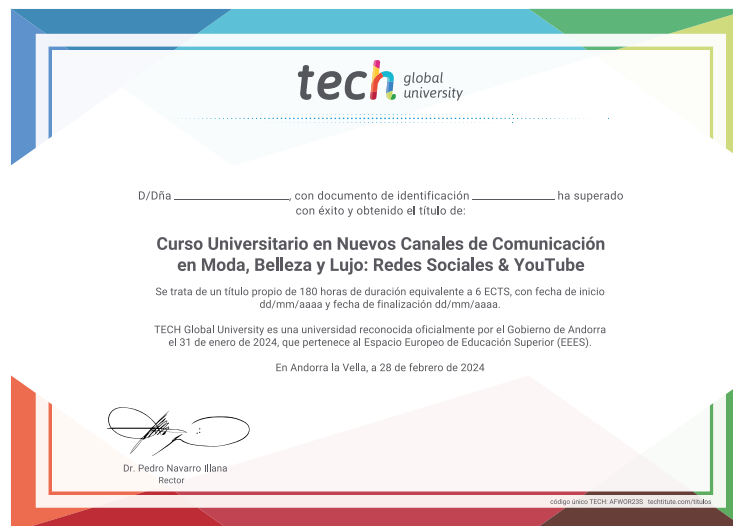 tech global university
D/Dña ____________, con documento de identificación ____________ ha superado
con éxito y obtenido el título de:
Curso Universitario en Nuevos Canales de Comunicación
en Moda, Belleza y Lujo: Redes Sociales & YouTube
Se trata de un título propio de 180 horas de duración equivalente a 6 ECTS, con fecha de inicio
dd/mm/aaaa y fecha de finalización dd/mm/aaaa.
TECH Global University es una universidad reconocida oficialmente por el Gobierno de Andorra
el 31 de enero de 2024, que pertenece al Espacio Europeo de Educación Superior (EEES).
En Andorra la Vella, a 28 de febrero de 2024
Dr. Pedro Navarro Illana
Rector
código único TECH: AFWOR23S techtitute.com/titulos